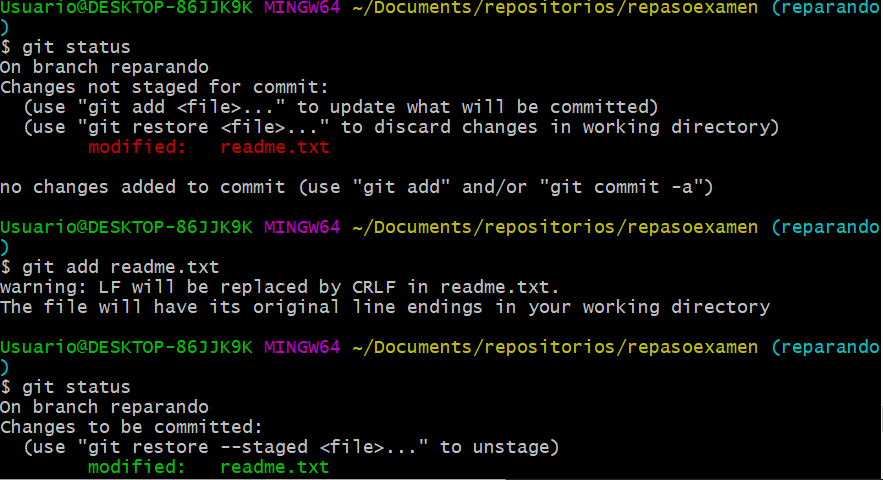 Usuario@DESKTOP-86JJK9K MINGW64 ~/Documents/repositorios/repasoexamen (reparando
)
$ git status
On branch reparando
Changes not staged for commit:
  (use "git add <file>..." to update what will be committed)
  (use "git restore <file>..." to discard changes in working directory)
        modified:   readme.txt

no changes added to commit (use "git add" and/or "git commit -a")

Usuario@DESKTOP-86JJK9K MINGW64 ~/Documents/repositorios/repasoexamen (reparando
)
$ git add readme.txt
warning: LF will be replaced by CRLF in readme.txt.
The file will have its original line endings in your working directory

Usuario@DESKTOP-86JJK9K MINGW64 ~/Documents/repositorios/repasoexamen (reparando
)
$ git status
On branch reparando
Changes to be committed:
  (use "git restore --staged <file>..." to unstage)
        modified:   readme.txt